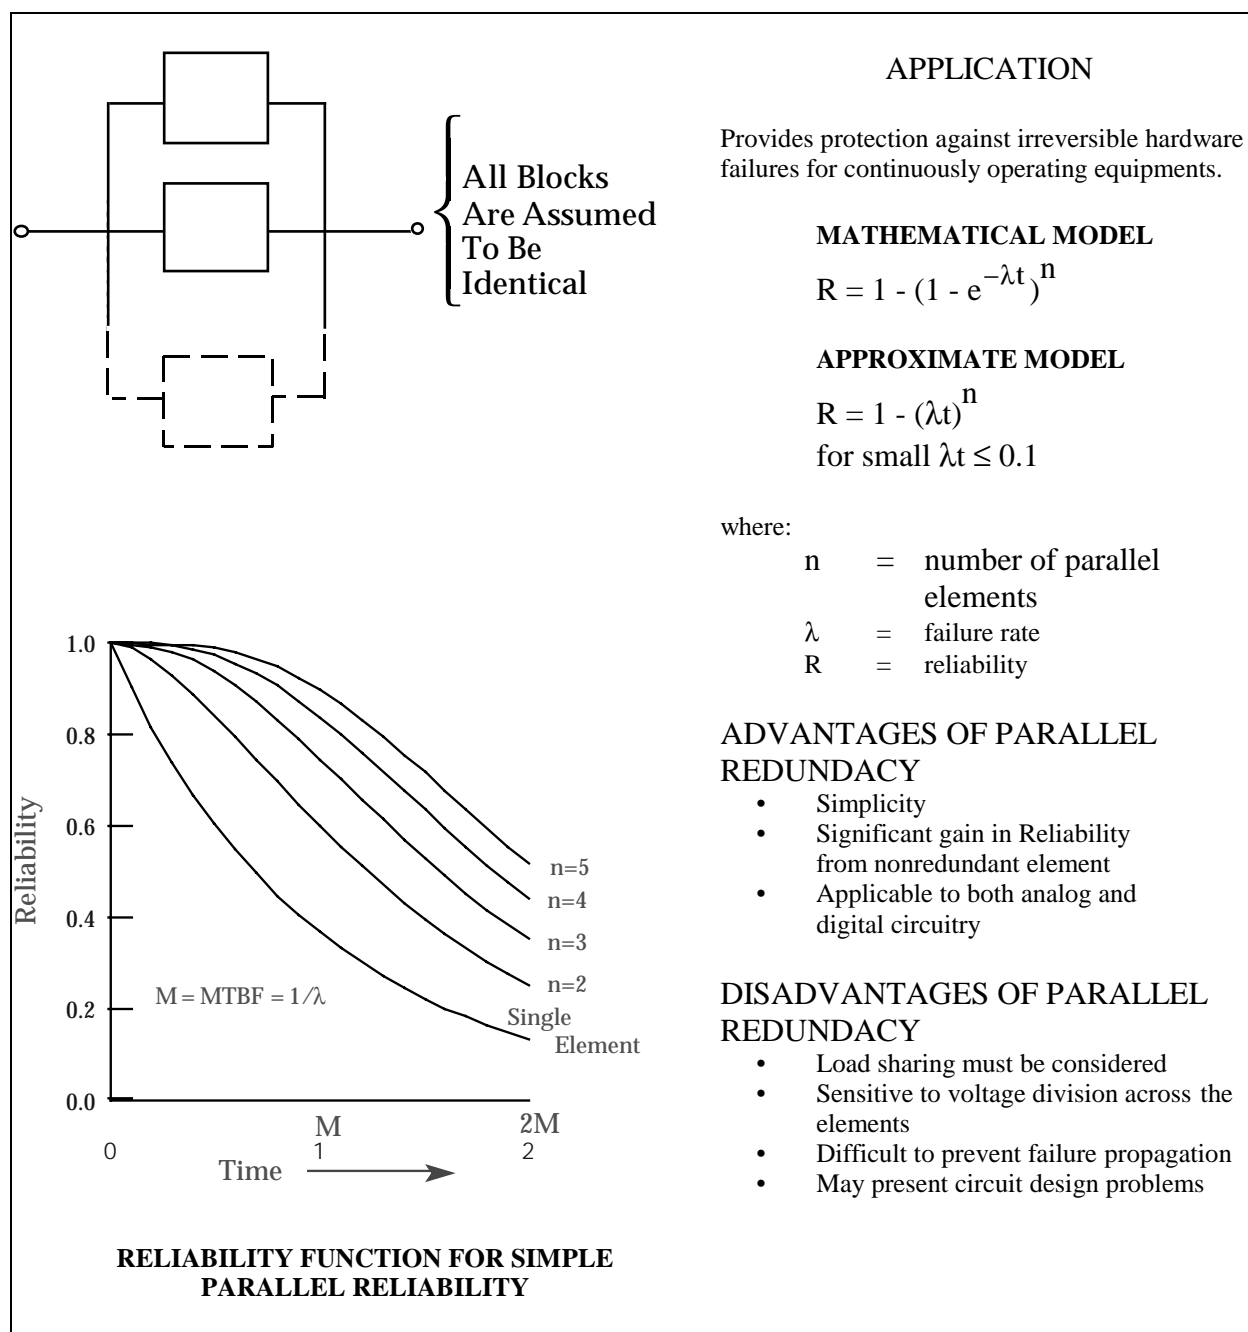 All Blocks
Are Assumed
To Be
Identical
APPLICATION
Provides protection against irreversible hardware
failures for continuously operating equipments.
MATHEMATICAL MODEL
R = 1 - (1 - e^{−λt})^n
APPROXIMATE MODEL
R = 1 - (λt)^n
for small λt ≤ 0.1
where:
n = number of parallel
elements
λ = failure rate
R = reliability
ADVANTAGES OF PARALLEL
REDUNDACY
• Simplicity
• Significant gain in Reliability
from nonredundant element
• Applicable to both analog and
digital circuitry
DISADVANTAGES OF PARALLEL
REDUNDACY
• Load sharing must be considered
• Sensitive to voltage division across the
elements
• Difficult to prevent failure propagation
• May present circuit design problems
Reliability
1.0
0.8
0.6
0.4
0.2
0.0
n=5
n=4
n=3
n=2
Single
Element
M = MTBF = 1/λ
M
2M
0
1
2
Time
RELIABILITY FUNCTION FOR SIMPLE
PARALLEL RELIABILITY